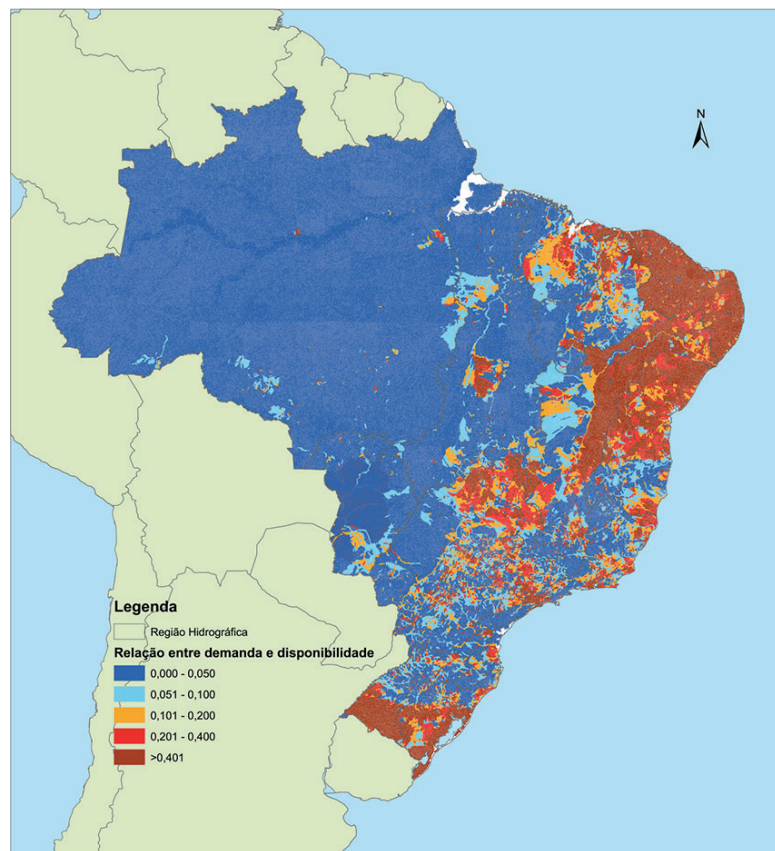 N
Legenda
Região Hidrográfica
Relação entre demanda e disponibilidade
0,000 - 0,050
0,051 - 0,100
0,101 - 0,200
0,201 - 0,400
>0,401